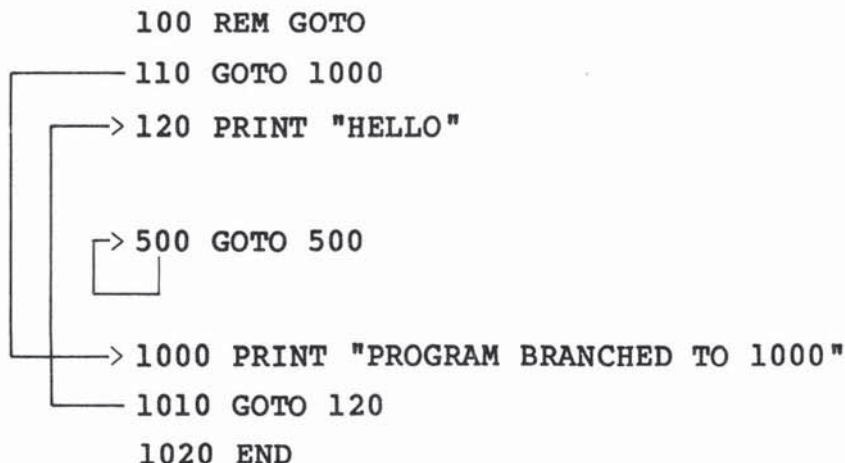 100 REM GOTO
110 GOTO 1000
120 PRINT "HELLO"
500 GOTO 500
1000 PRINT "PROGRAM BRANCHED TO 1000"
1010 GOTO 120
1020 END